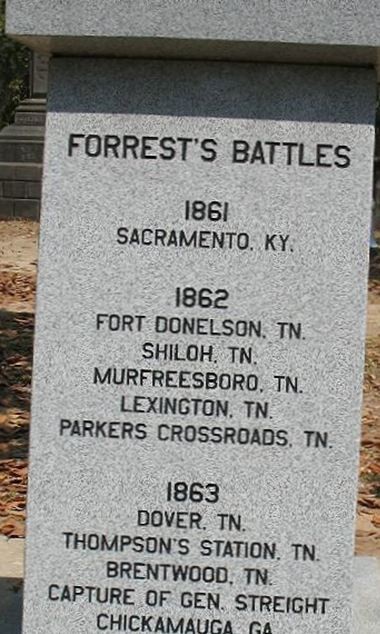 FORREST'S BATTLES
1861
SACRAMENTO, KY.
1862
FORT DONELSON, TN.
SHILOH, TN.
MURFREESBORO, TN.
LEXINGTON, TN.
PARKERS CROSSROADS, TN.
1863
DOVER, TN.
THOMPSON'S STATION, TN.
BRENTWOOD, TN.
CAPTURE OF GEN. STREIGHT
CHICKAMAUGA, GA.